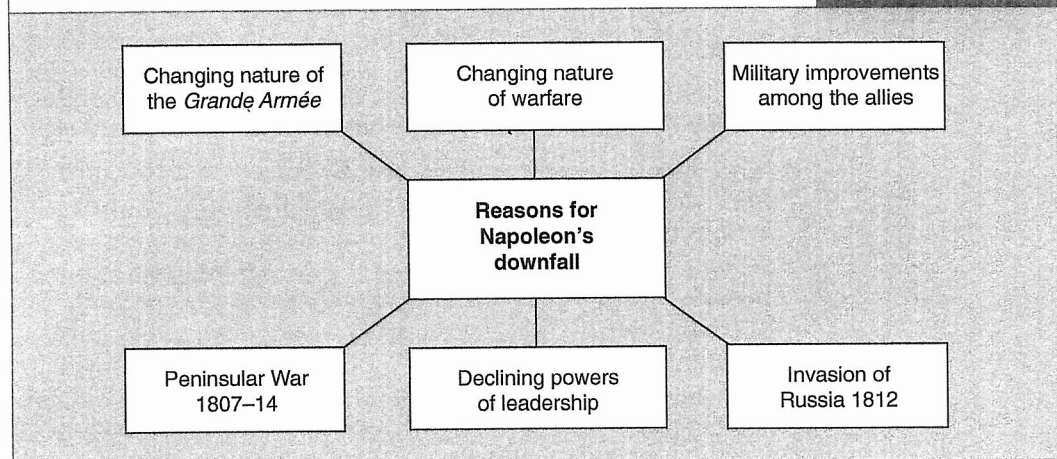 Changing nature of
the Grande Armée
Changing nature
of warfare
Military improvements
among the allies
Reasons for
Napoleon's
downfall
Peninsular War
1807–14
Declining powers
of leadership
Invasion of
Russia 1812